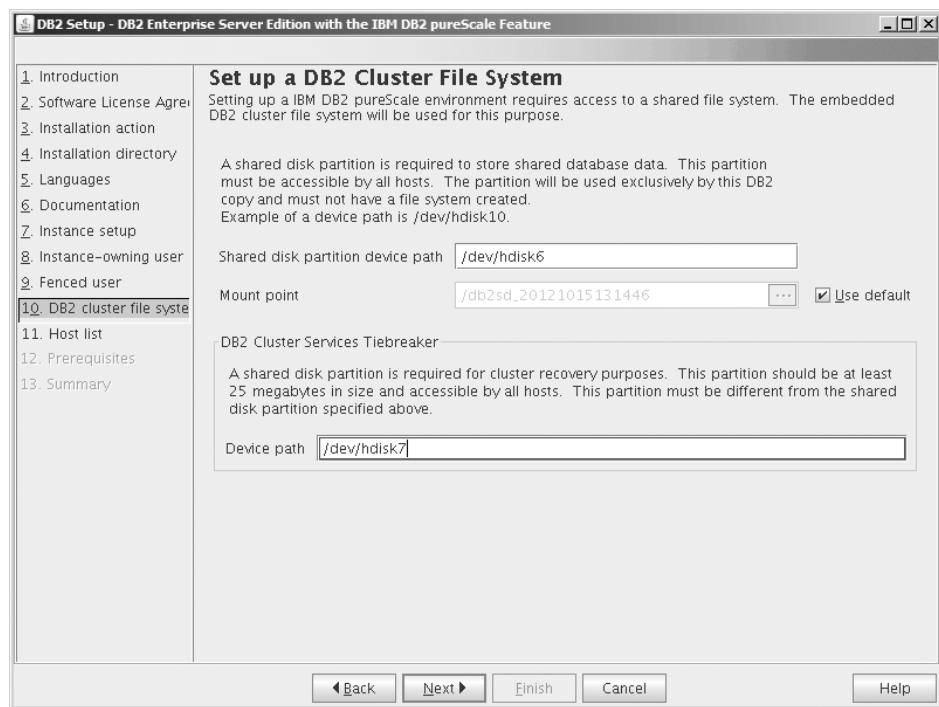 DB2 Setup - DB2 Enterprise Server Edition with the IBM DB2 pureScale Feature
1. Introduction
2. Software License Agre
3. Installation action
4. Installation directory
5. Languages
6. Documentation
7. Instance setup
8. Instance-owning user
9. Fenced user
10. DB2 cluster file syste
11. Host list
12. Prerequisites
13. Summary
Set up a DB2 Cluster File System
Setting up a IBM DB2 pureScale environment requires access to a shared file system. The embedded
DB2 cluster file system will be used for this purpose.
A shared disk partition is required to store shared database data. This partition
must be accessible by all hosts. The partition will be used exclusively by this DB2
copy and must not have a file system created.
Example of a device path is /dev/hdisk10.
Shared disk partition device path /dev/hdisk6
Mount point /db2sd_20121015131446 ... Use default
DB2 Cluster Services Tiebreaker
A shared disk partition is required for cluster recovery purposes. This partition should be at least
25 megabytes in size and accessible by all hosts. This partition must be different from the shared
disk partition specified above.
Device path /dev/hdisk7
Back Next Finish Cancel Help